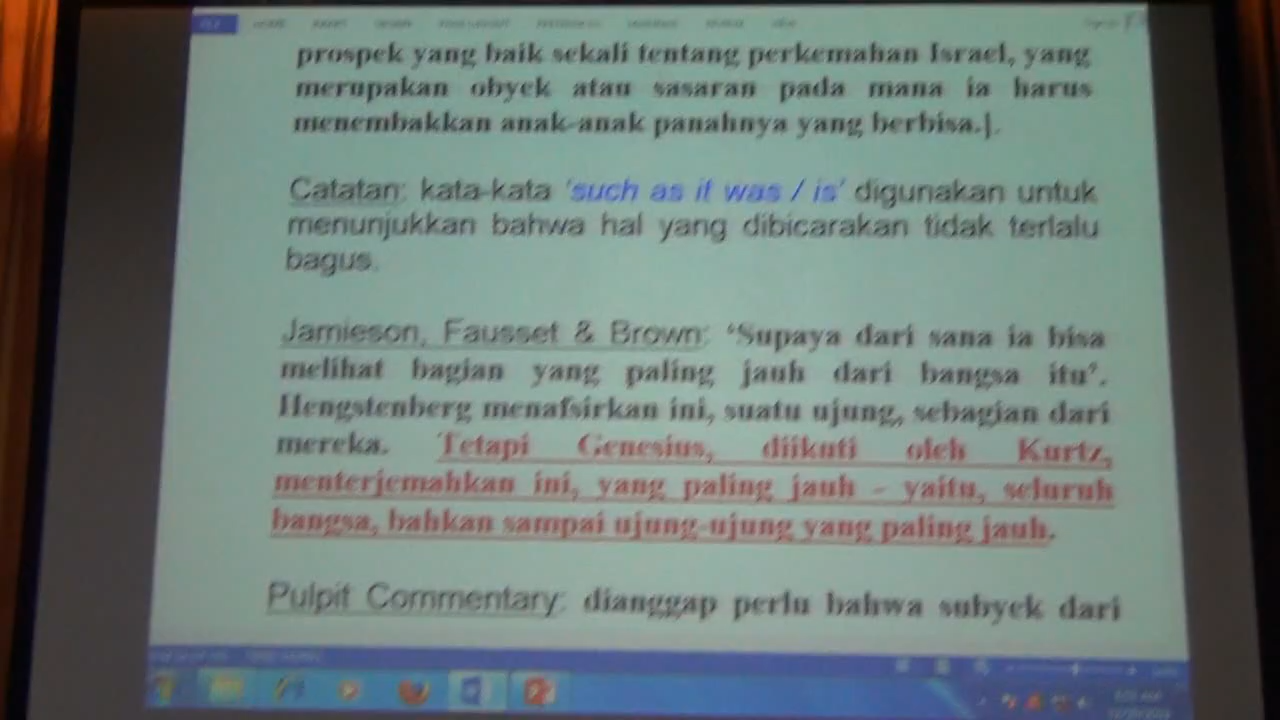 prospek yang baik sekali tentang perkemahan Israel, yang
merupakan obyek atau sasaran pada mana ia harus
menembakkan anak-anak panahnya yang berbisa.].
Catatan: kata-kata 'such as it was / is' digunakan untuk
menunjukkan bahwa hal yang dibicarakan tidak terlalu
bagus.
Jamieson, Fausset & Brown: 'Supaya dari sana ia bisa
melihat bagian yang paling jauh dari bangsa itu'.
Hengstenberg menafsirkan ini, suatu ujung, sebagian dari
mereka. Tetapi Genesius, diikuti oleh Kurtz,
menterjemahkan ini, yang paling jauh - yaitu, seluruh
bangsa, bahkan sampai ujung-ujung yang paling jauh.
Pulpit Commentary: dianggap perlu bahwa subyek dari